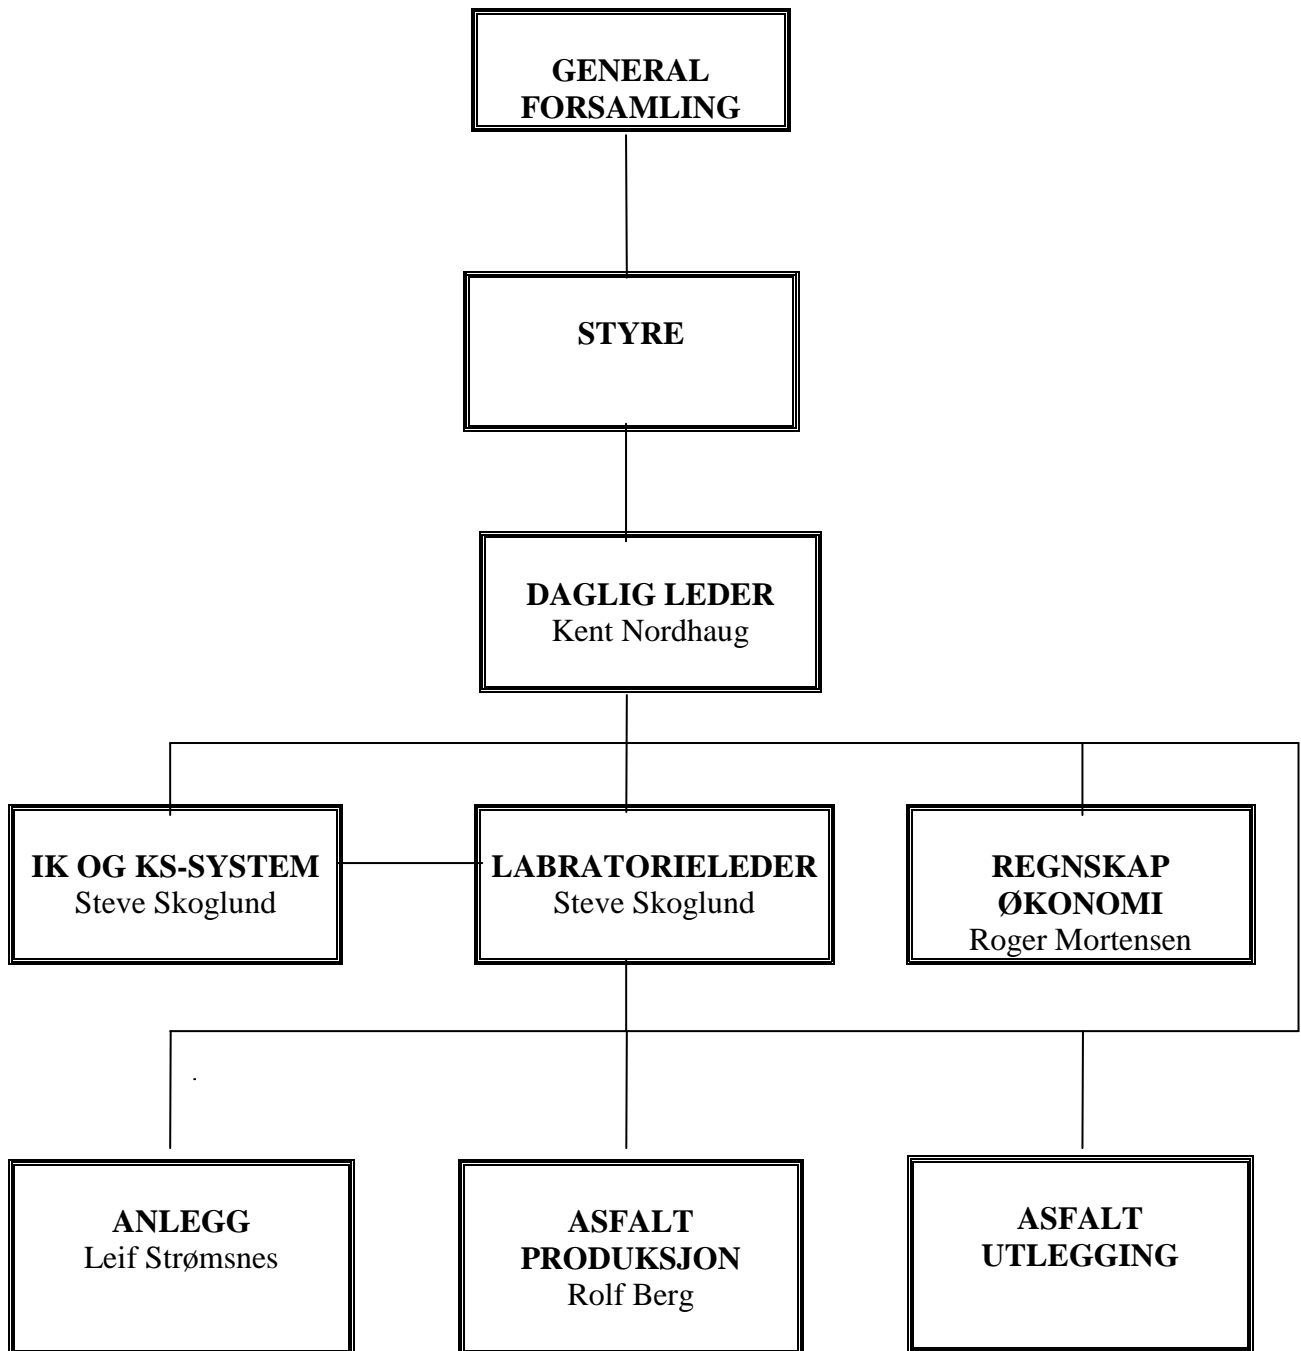 GENERAL
FORSAMLING
STYRE
DAGLIG LEDER
Kent Nordhaug
IK OG KS-SYSTEM
Steve Skoglund
LABRATORIELEDER
Steve Skoglund
REGNSKAP
ØKONOMI
Roger Mortensen
ANLEGG
Leif Strømsnes
ASFALT
PRODUKSJON
Rolf Berg
ASFALT
UTLEGGING